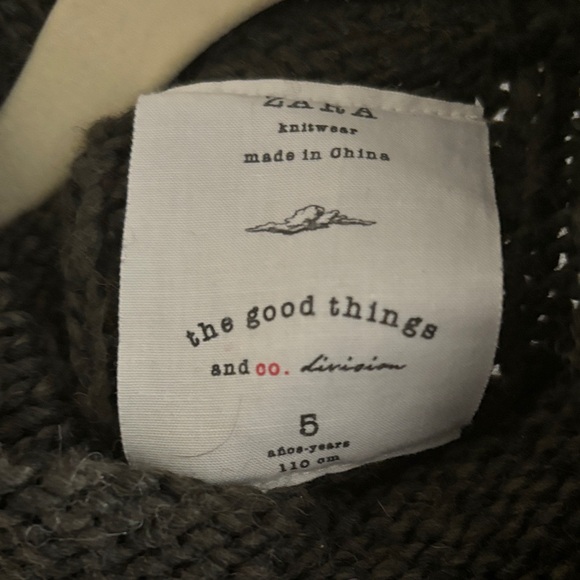 ZARA
knitwear
made in China
the good things
and co. division
5
años-years
110 cm